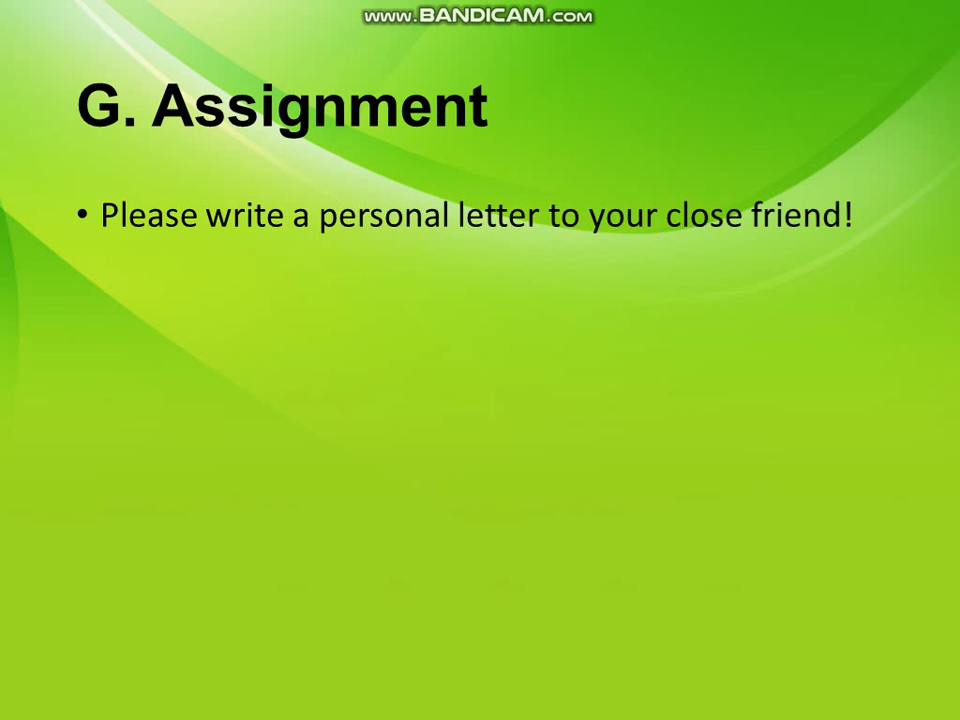 www.BANDICAM.com
G. Assignment
• Please write a personal letter to your close friend!